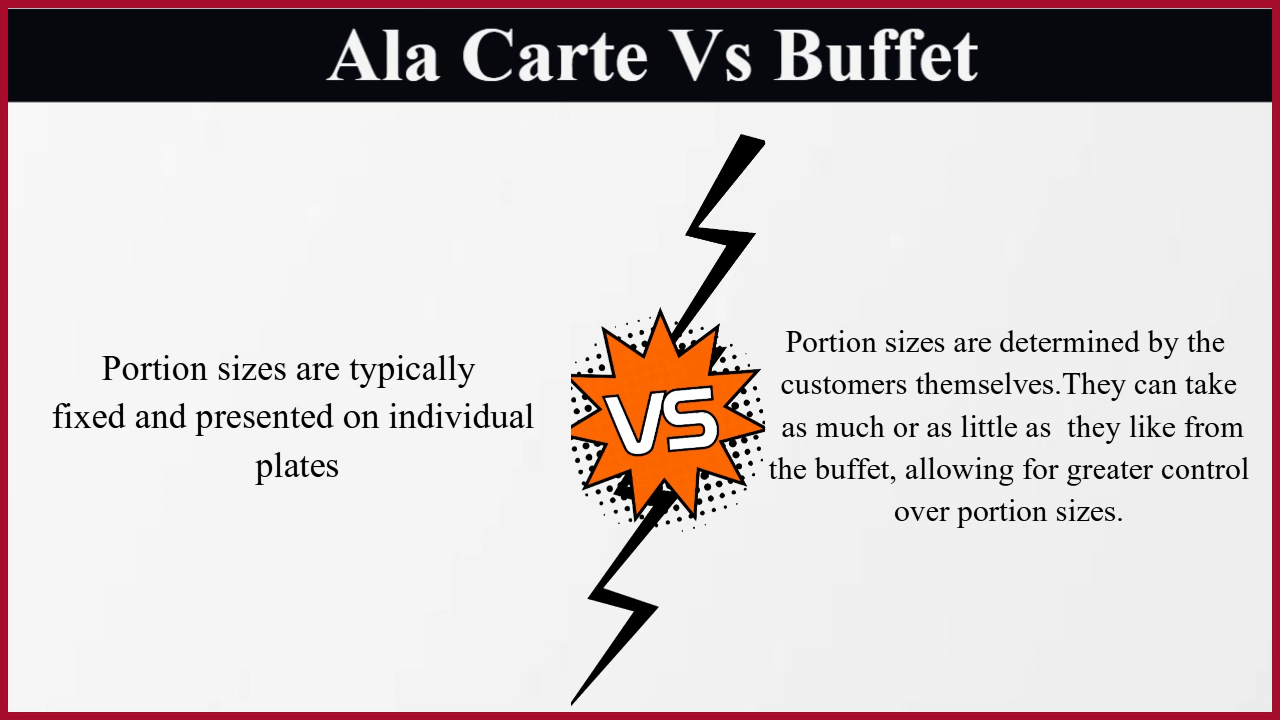 Ala Carte Vs Buffet
Portion sizes are typically
fixed and presented on individual
plates
VS
Portion sizes are determined by the
customers themselves.They can take
as much or as little as  they like from
the buffet, allowing for greater control
over portion sizes.